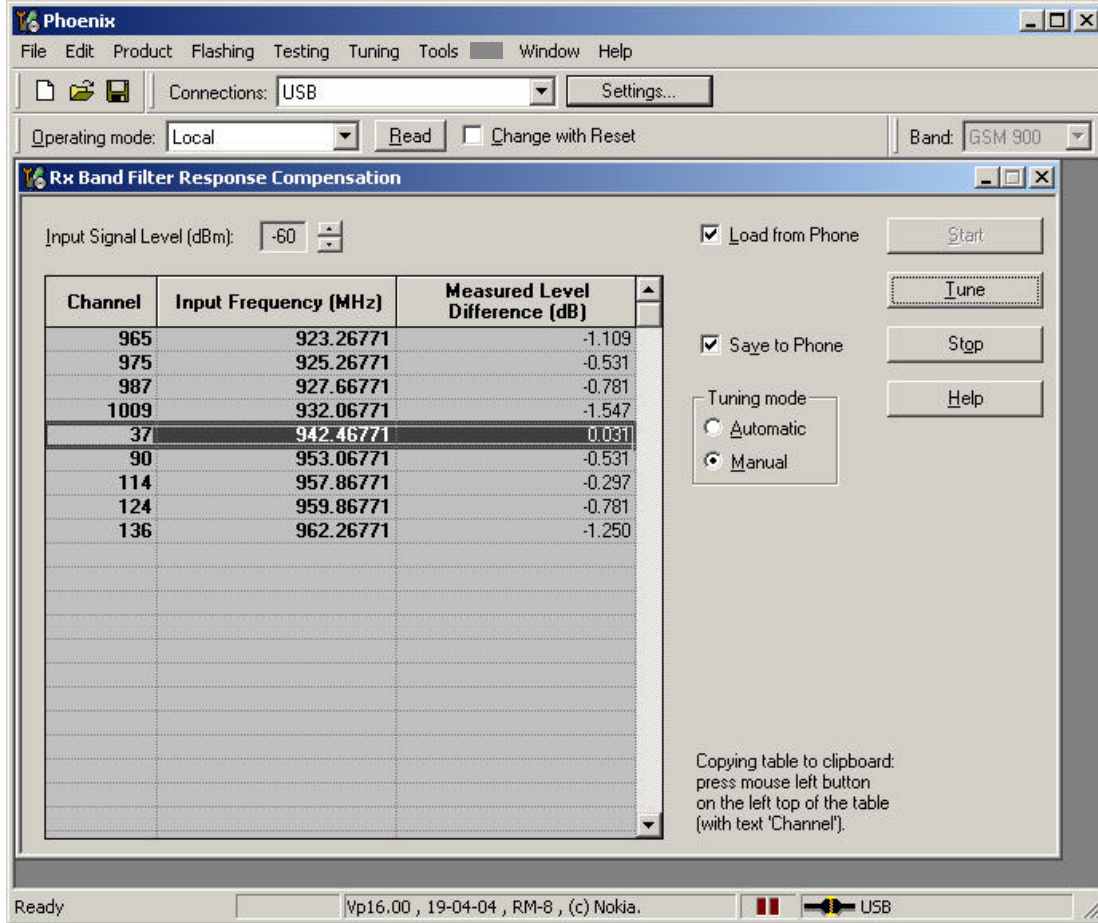 Phoenix
File Edit Product Flashing Testing Tuning Tools Window Help
Connections: USB Settings...
Operating mode: Local Read Change with Reset Band: GSM 900
Rx Band Filter Response Compensation
Input Signal Level (dBm): -60 Load from Phone Start
Channel Input Frequency (MHz) Measured Level Difference (dB) Tune
965 923.26771 -1.109
975 925.26771 -0.531
987 927.66771 -0.781
1009 932.06771 -1.547
37 942.46771 0.031
90 953.06771 -0.531
114 957.86771 -0.297
124 959.86771 -0.781
136 962.26771 -1.250
Save to Phone Stop
Tuning mode Help
Automatic
Manual
Copying table to clipboard:
press mouse left button
on the left top of the table
(with text 'Channel').
Ready Vp16.00 , 19-04-04 , RM-8 , (c) Nokia. USB